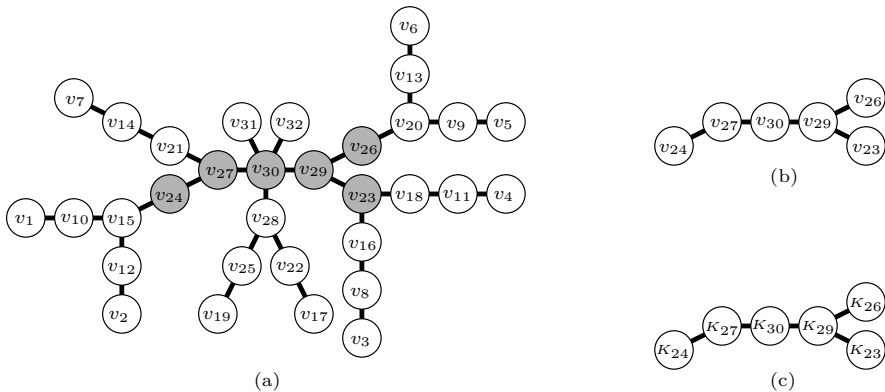 v6
v13
v7 v31 v32 v26
v14 v20 v9 v5 v27 v30 v29
v21 v26 v24 v23
v27 v30 v29 (b)
v24 v23 v18 v11 v4
v1 v10 v15 v28 v16
v12 v25 v22 v8 K26
v2 v19 v17 K27 K30 K29
v3 K24 K23
(a) (c)